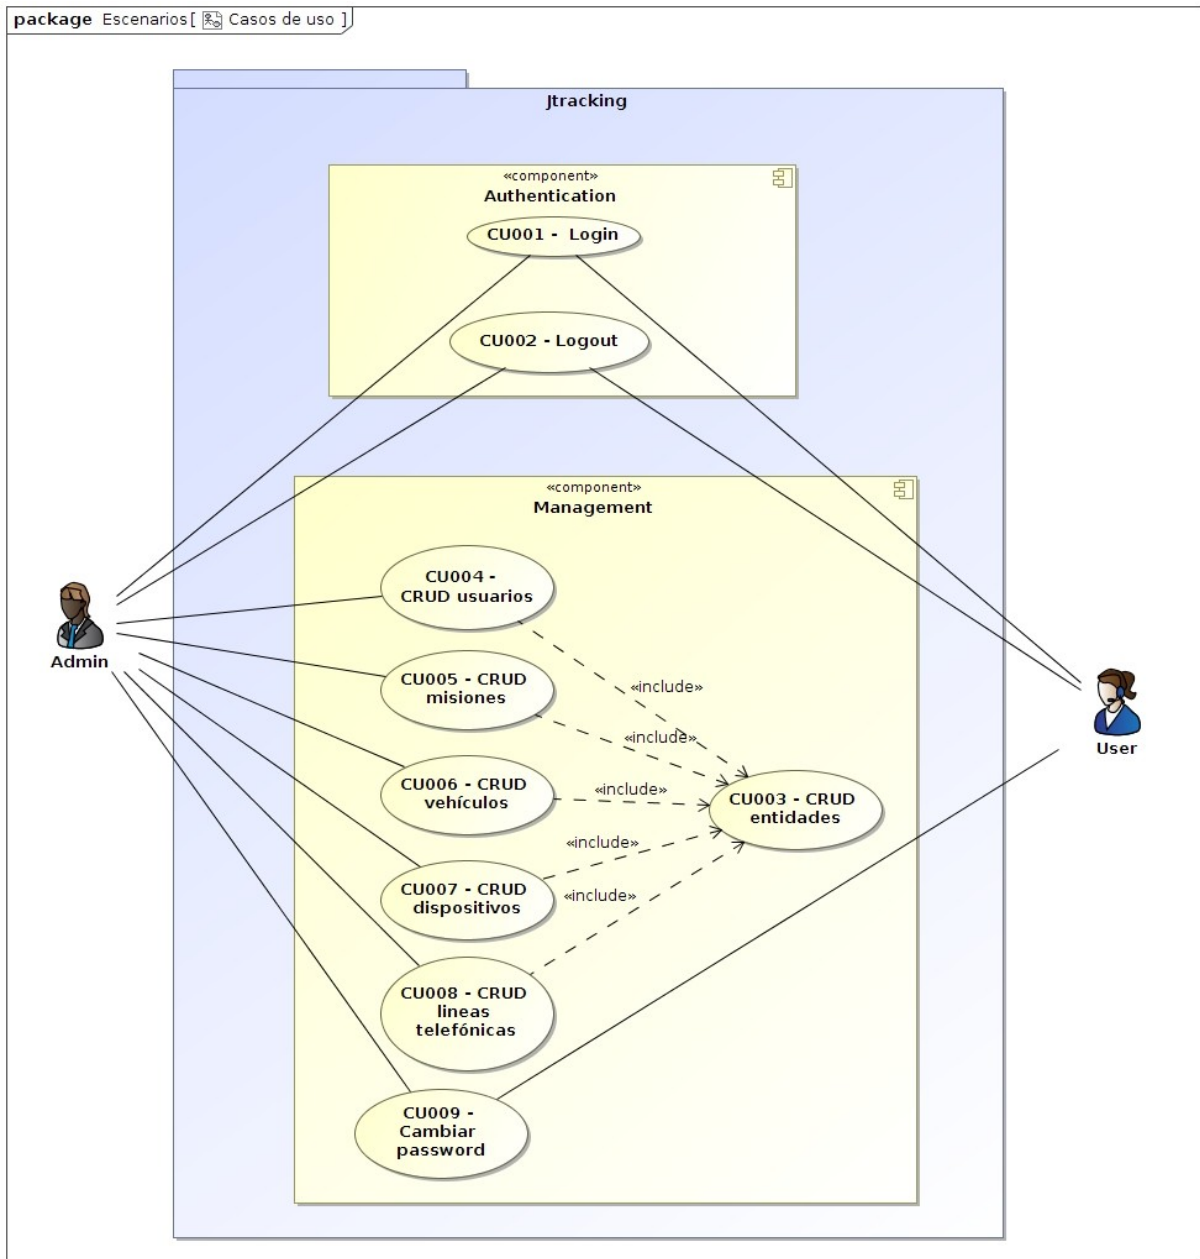 package Escenarios[ Casos de uso ]
Jtracking
«component»
Authentication
CU001 -  Login
CU002 - Logout
«component»
Management
CU004 -
CRUD usuarios
CU005 - CRUD
misiones
«include»
«include»
CU006 - CRUD
vehículos
«include»
CU003 - CRUD
entidades
«include»
CU007 - CRUD
dispositivos
«include»
CU008 - CRUD
lineas
telefónicas
CU009 -
Cambiar
password
Admin
User